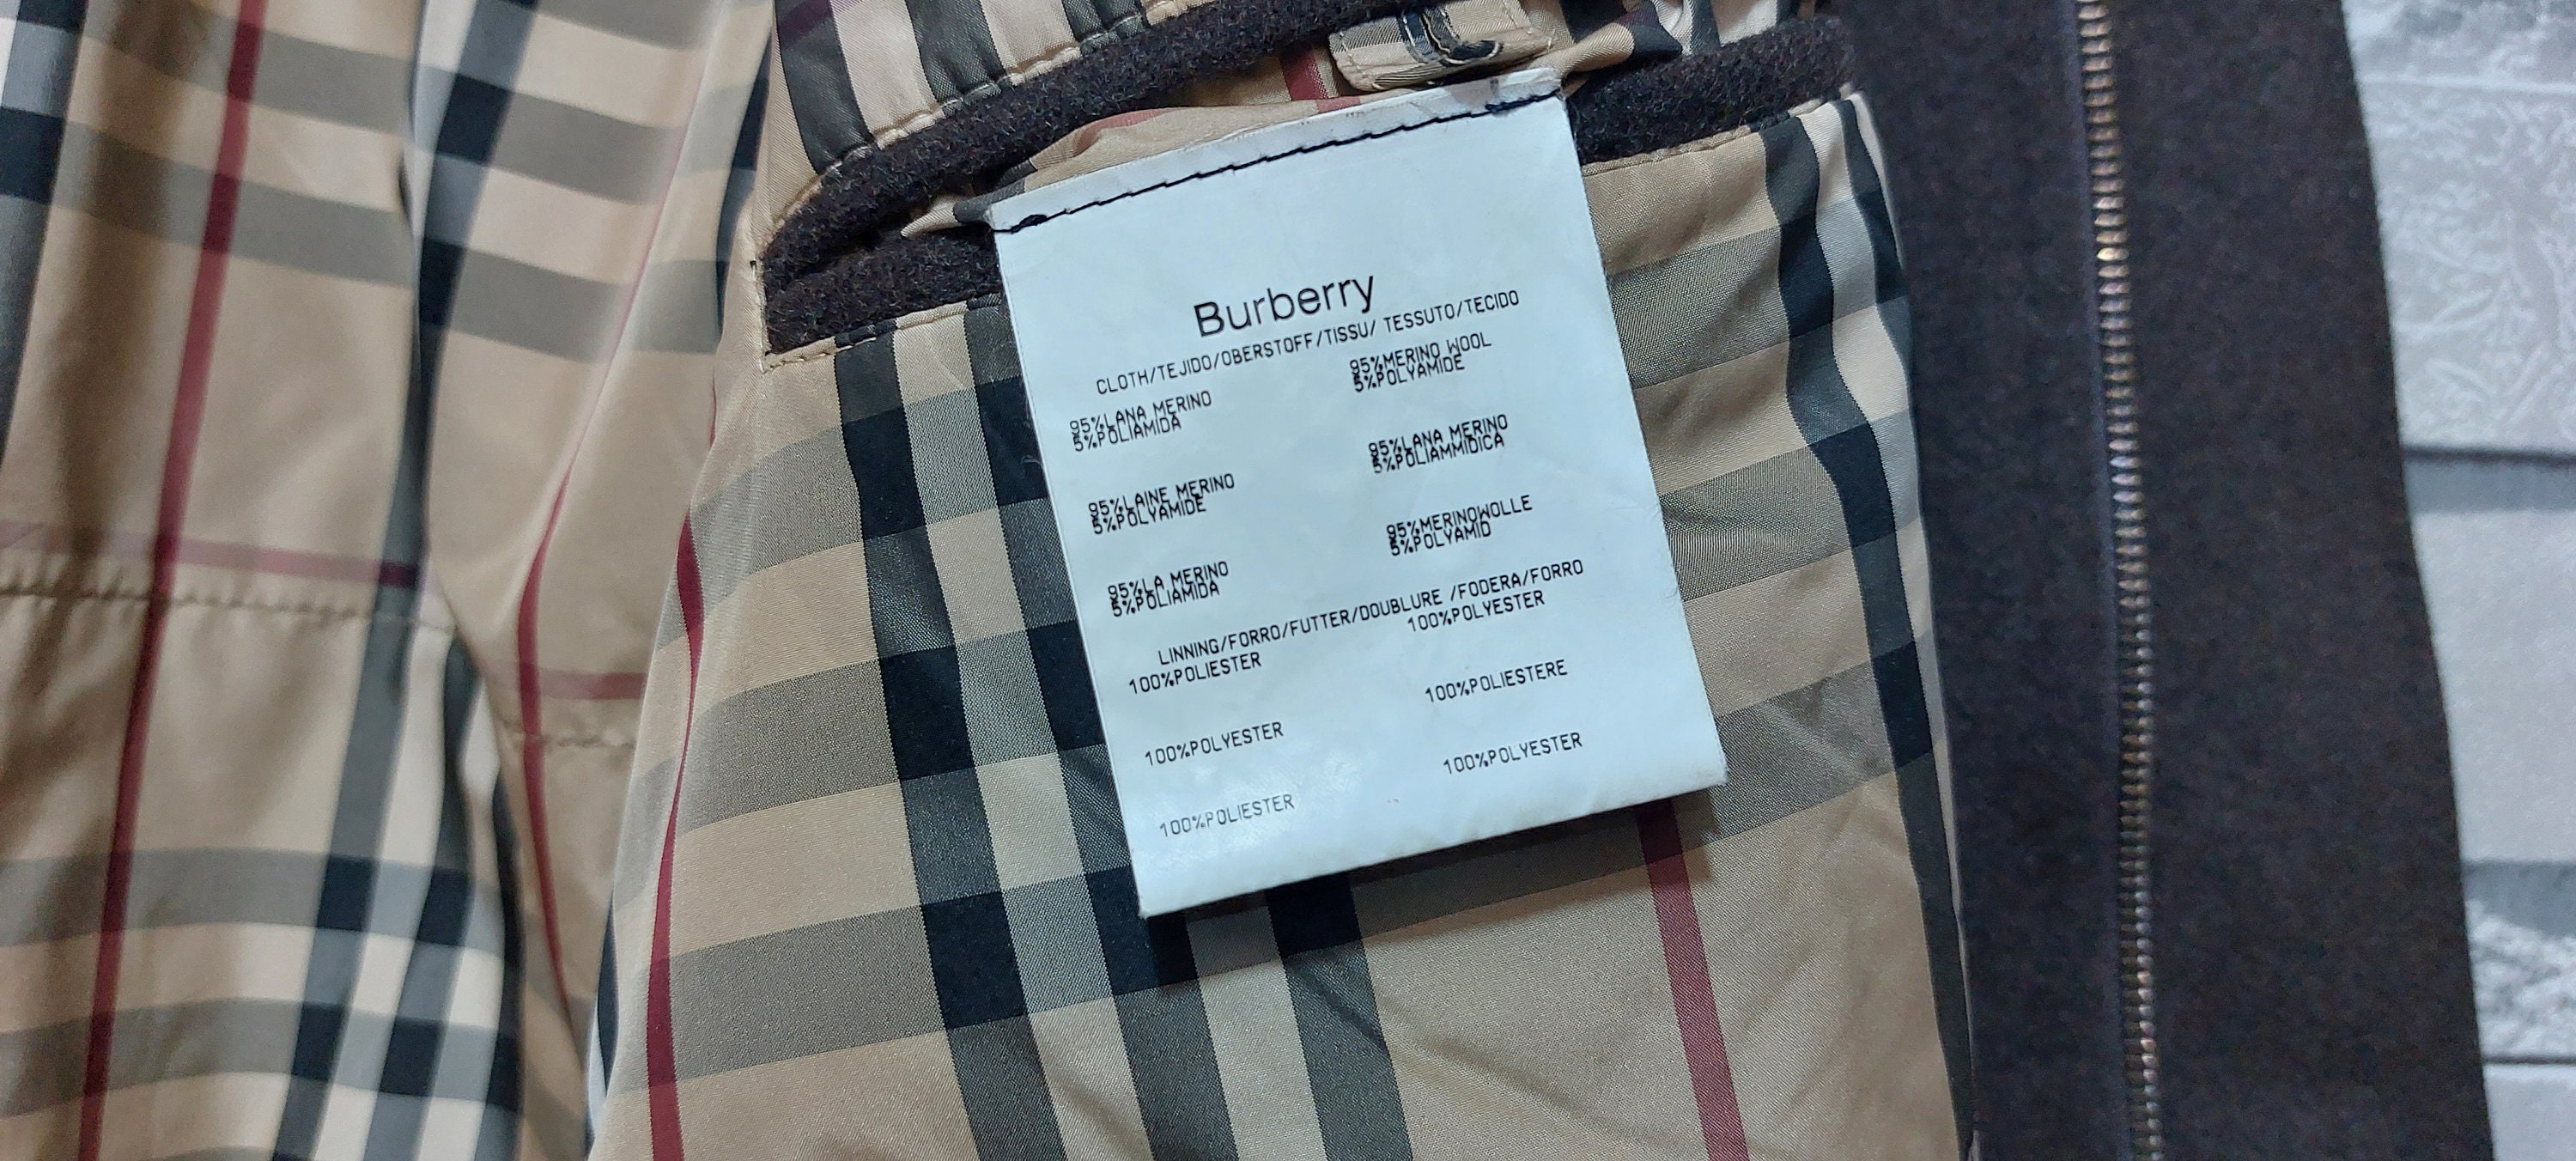 Burberry
CLOTH/TEJIDO/OBERSTOFF/TISSU/ TESSUTO/TECIDO
95%LANA MERINO
5%POLIAMIDA
95%MERINO WOOL
5%POLYAMIDE
95%LAINE MERINO
5%POLYAMIDE
95%LANA MERINO
5%POLIAMMIDICA
95%LA MERINO
5%POLIAMIDA
95%MERINOWOLLE
5%POLYAMID
LINNING/FORRO/FUTTER/DOUBLURE /FODERA/FORRO
100%POLIESTER
100%POLYESTER
100%POLYESTER
100%POLIESTERE
100%POLIESTER
100%POLYESTER